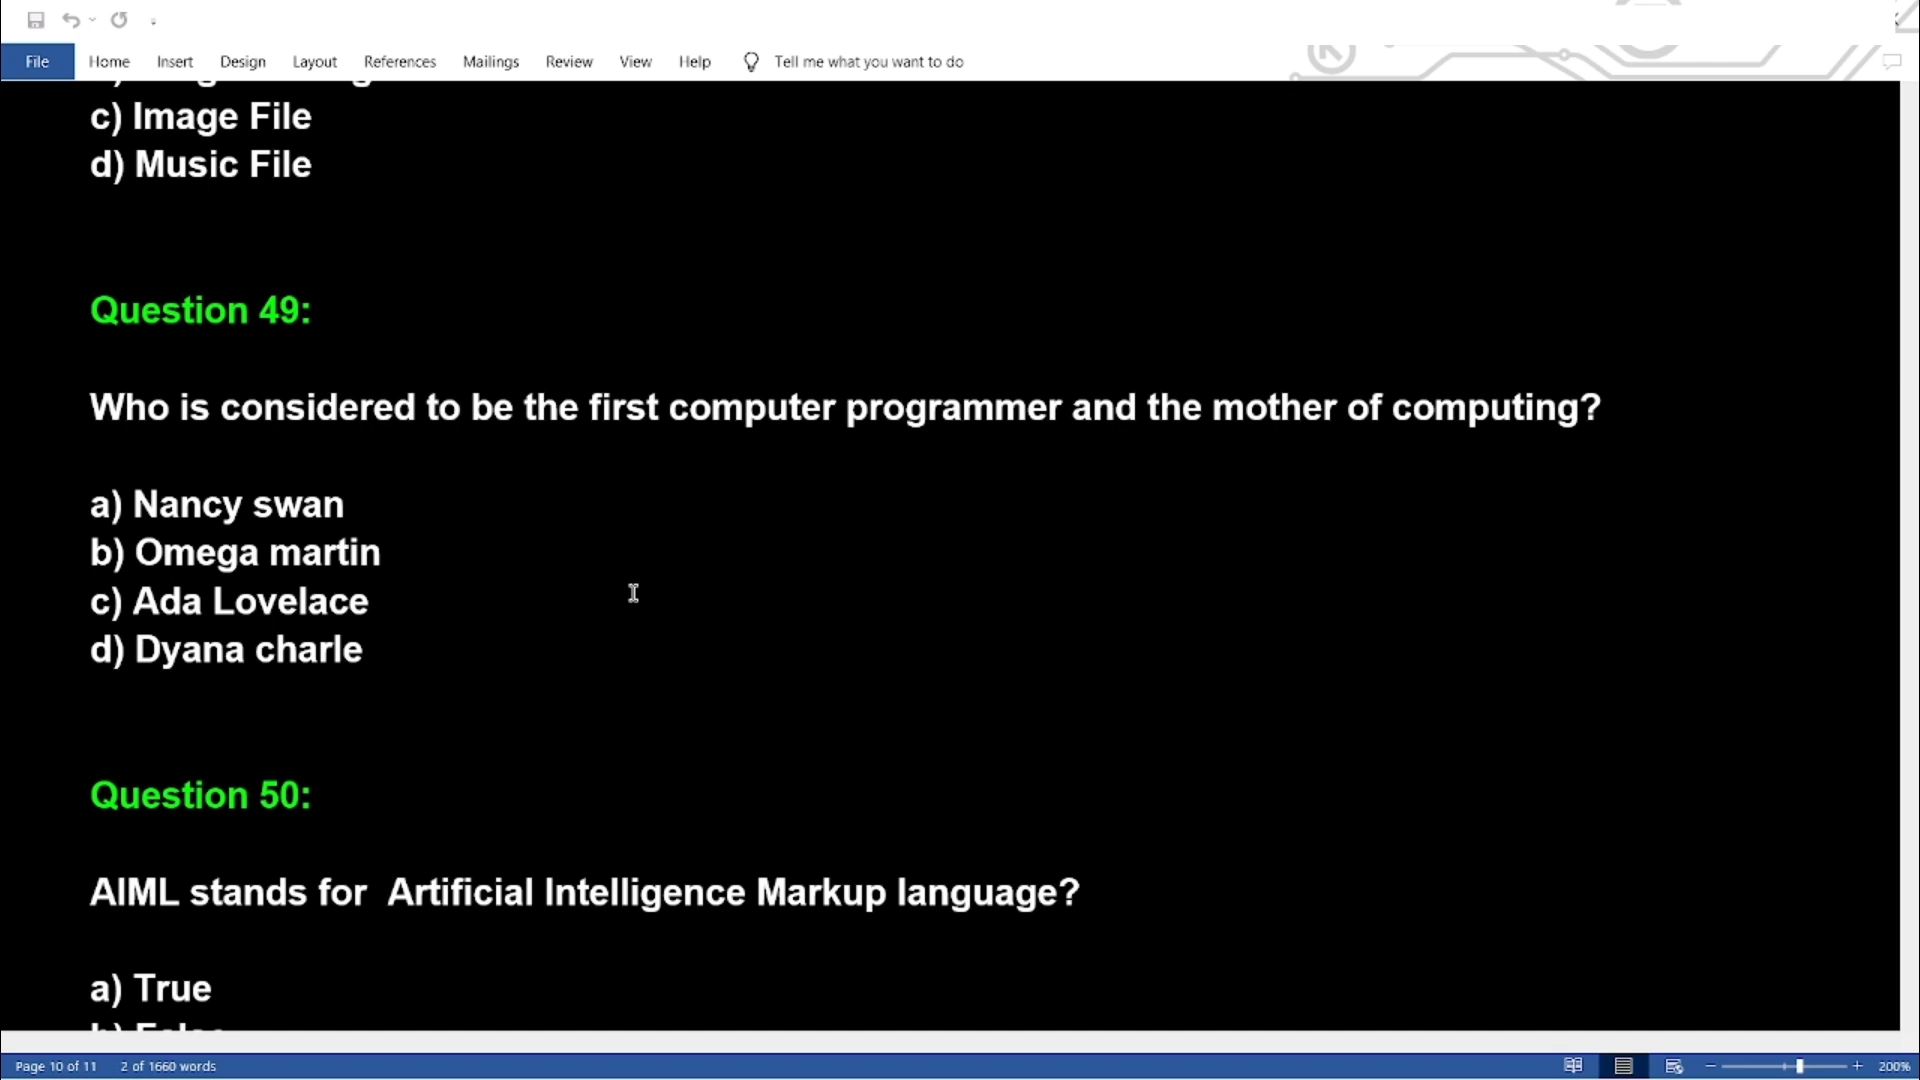 File Home Insert Design Layout References Mailings Review View Help Tell me what you want to do
c) Image File
d) Music File
Question 49:
Who is considered to be the first computer programmer and the mother of computing?
a) Nancy swan
b) Omega martin
c) Ada Lovelace
d) Dyana charle
Question 50:
AIML stands for  Artificial Intelligence Markup language?
a) True
b) False
Page 10 of 11 2 of 1660 words 200%